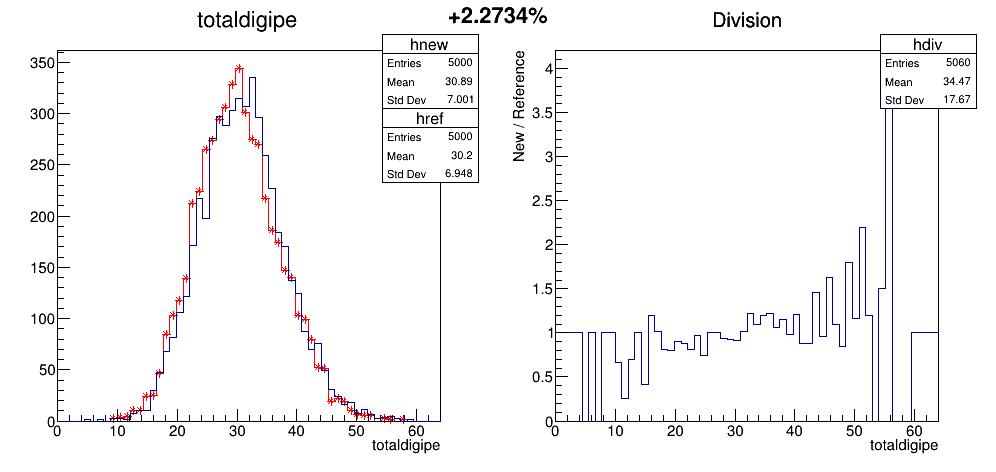 +2.2734%
totaldigipe
hnew
Entries 5000
Mean 30.89
Std Dev 7.001
href
Entries 5000
Mean 30.2
Std Dev 6.948
350
300
250
200
150
100
50
0
0 10 20 30 40 50 60
totaldigipe
Division
hdiv
Entries 5060
Mean 34.47
Std Dev 17.67
New / Reference
4
3.5
3
2.5
2
1.5
1
0.5
0
0 10 20 30 40 50 60
totaldigipe